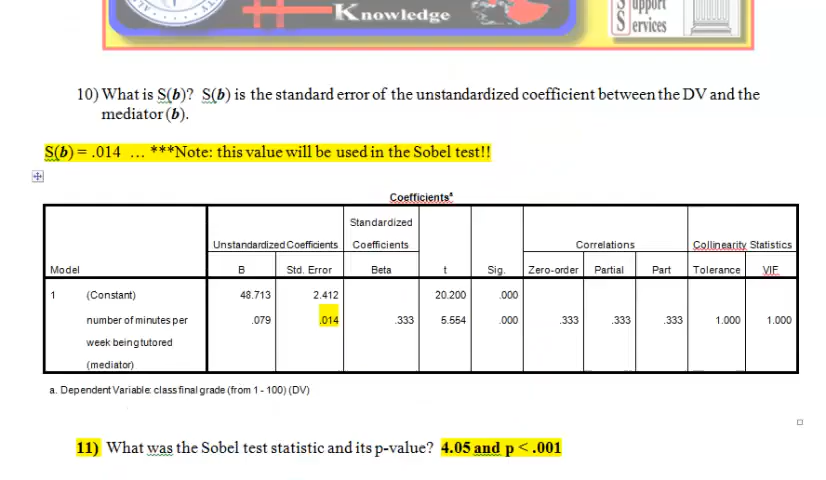 Knowledge
Support
Services
10) What is S(b)? S(b) is the standard error of the unstandardized coefficient between the DV and the
mediator (b).
S(b) = .014 ... ***Note: this value will be used in the Sobel test!!
Coefficientsᵃ
Model Unstandardized Coefficients Standardized Coefficients t Sig. Correlations Collinearity Statistics
B Std. Error Beta Zero-order Partial Part Tolerance VIF
1 (Constant) 48.713 2.412 20.200 .000
number of minutes per week being tutored (mediator) .079 .014 .333 5.554 .000 .333 .333 .333 1.000 1.000
a. Dependent Variable: class final grade (from 1 - 100) (DV)
11) What was the Sobel test statistic and its p-value? 4.05 and p < .001